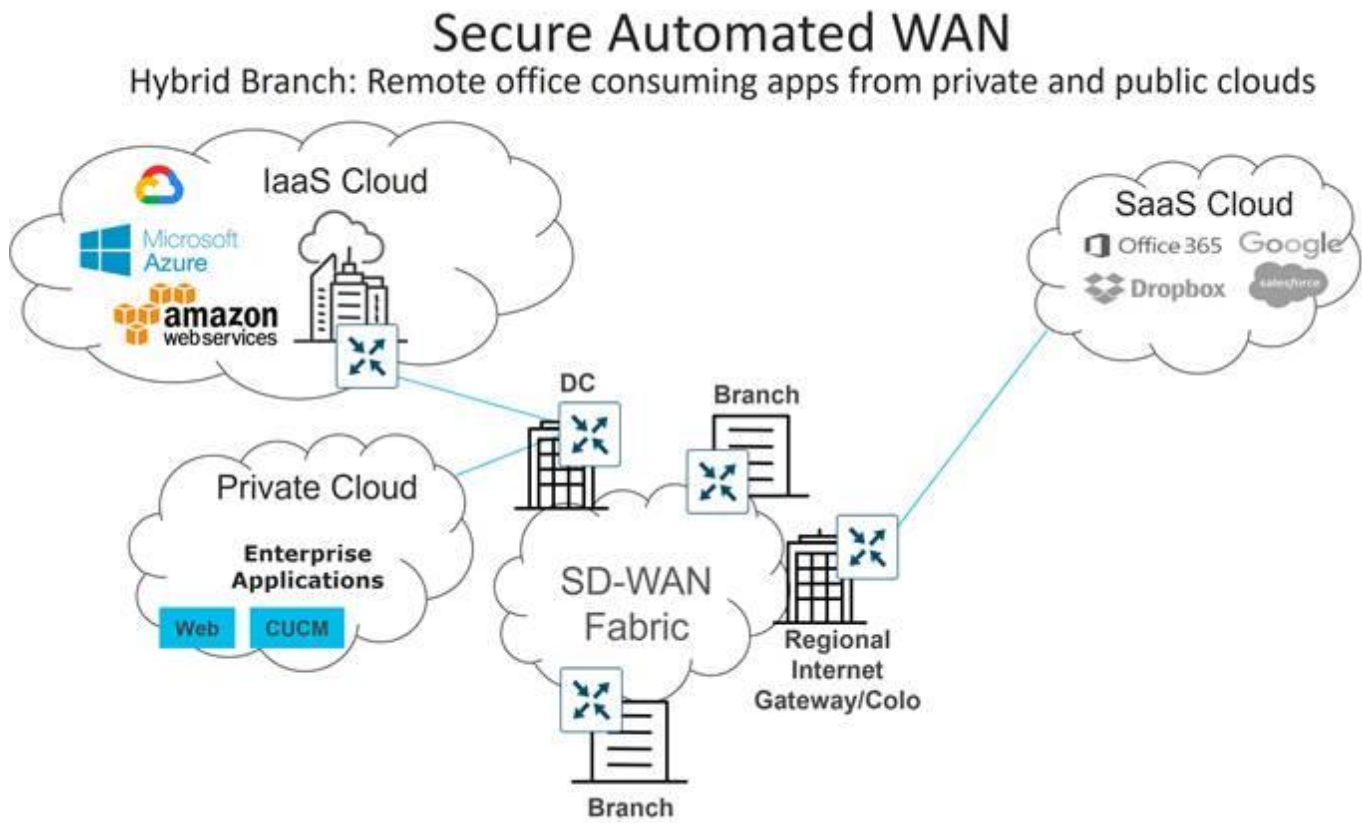 Secure Automated WAN
Hybrid Branch: Remote office consuming apps from private and public clouds
IaaS Cloud
Microsoft
Azure
amazon
webservices
SaaS Cloud
Office 365
Google
Dropbox
salesforce
DC
Branch
Private Cloud
Enterprise
Applications
Web
CUCM
SD-WAN
Fabric
Regional
Internet
Gateway/Colo
Branch